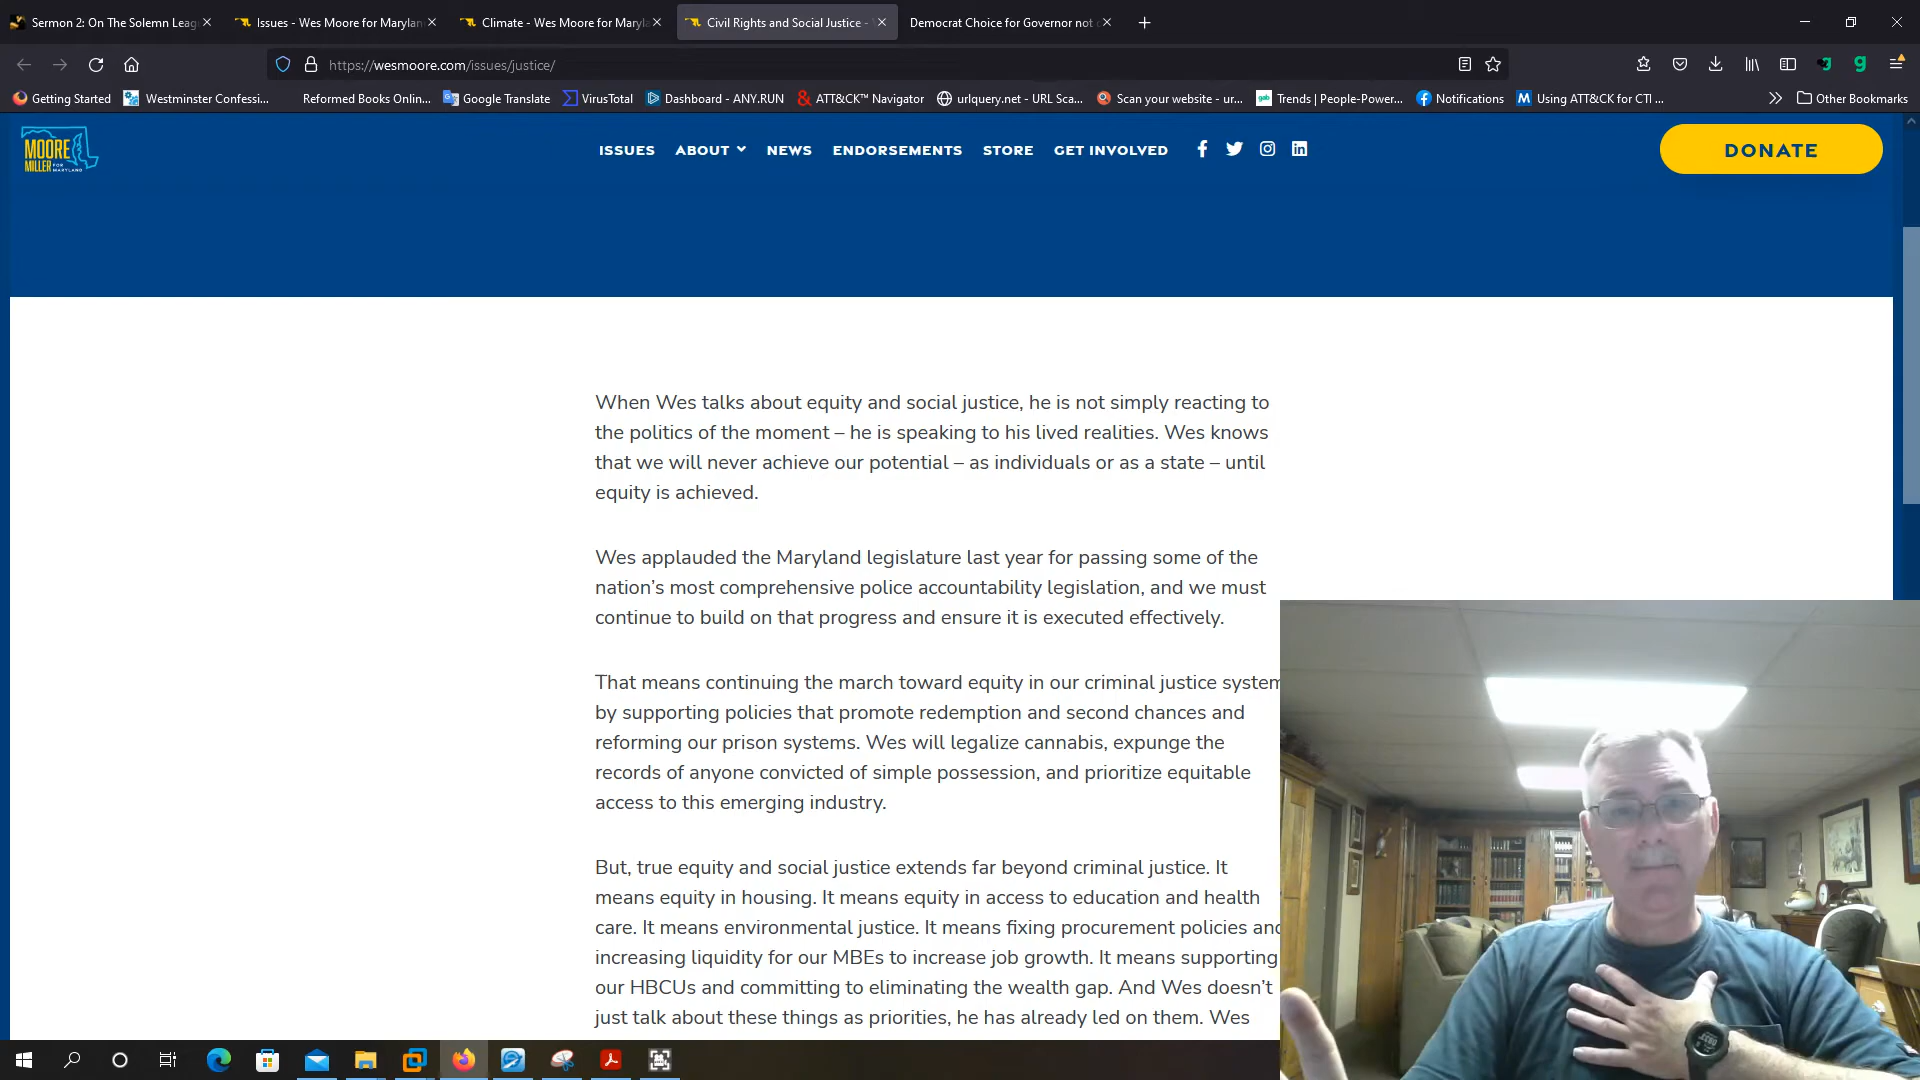 Sermon 2: On The Solemn Leag
Issues - Wes Moore for Marylan
Climate - Wes Moore for Maryla
Civil Rights and Social Justice -
Democrat Choice for Governor not
https://wesmoore.com/issues/justice/
Getting Started
Westminster Confessi...
Reformed Books Onlin...
Google Translate
VirusTotal
Dashboard - ANY.RUN
ATT&CK™ Navigator
urlquery.net - URL Sca...
Scan your website - ur...
Trends | People-Power...
Notifications
Using ATT&CK for CTI ...
Other Bookmarks
MOORE
MILLER FOR MARYLAND
ISSUES
ABOUT
NEWS
ENDORSEMENTS
STORE
GET INVOLVED
DONATE
When Wes talks about equity and social justice, he is not simply reacting to
the politics of the moment – he is speaking to his lived realities. Wes knows
that we will never achieve our potential – as individuals or as a state – until
equity is achieved.
Wes applauded the Maryland legislature last year for passing some of the
nation's most comprehensive police accountability legislation, and we must
continue to build on that progress and ensure it is executed effectively.
That means continuing the march toward equity in our criminal justice system
by supporting policies that promote redemption and second chances and
reforming our prison systems. Wes will legalize cannabis, expunge the
records of anyone convicted of simple possession, and prioritize equitable
access to this emerging industry.
But, true equity and social justice extends far beyond criminal justice. It
means equity in housing. It means equity in access to education and health
care. It means environmental justice. It means fixing procurement policies and
increasing liquidity for our MBEs to increase job growth. It means supporting
our HBCUs and committing to eliminating the wealth gap. And Wes doesn't
just talk about these things as priorities, he has already led on them. Wes